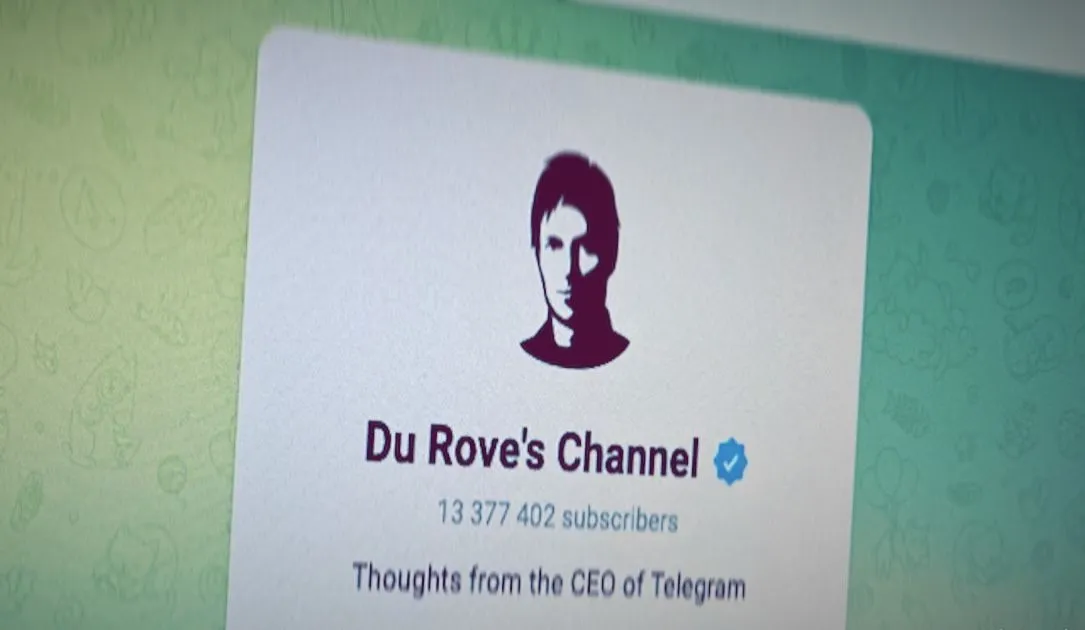 Du Rove's Channel
13 377 402 subscribers
Thoughts from the CEO of Telegram